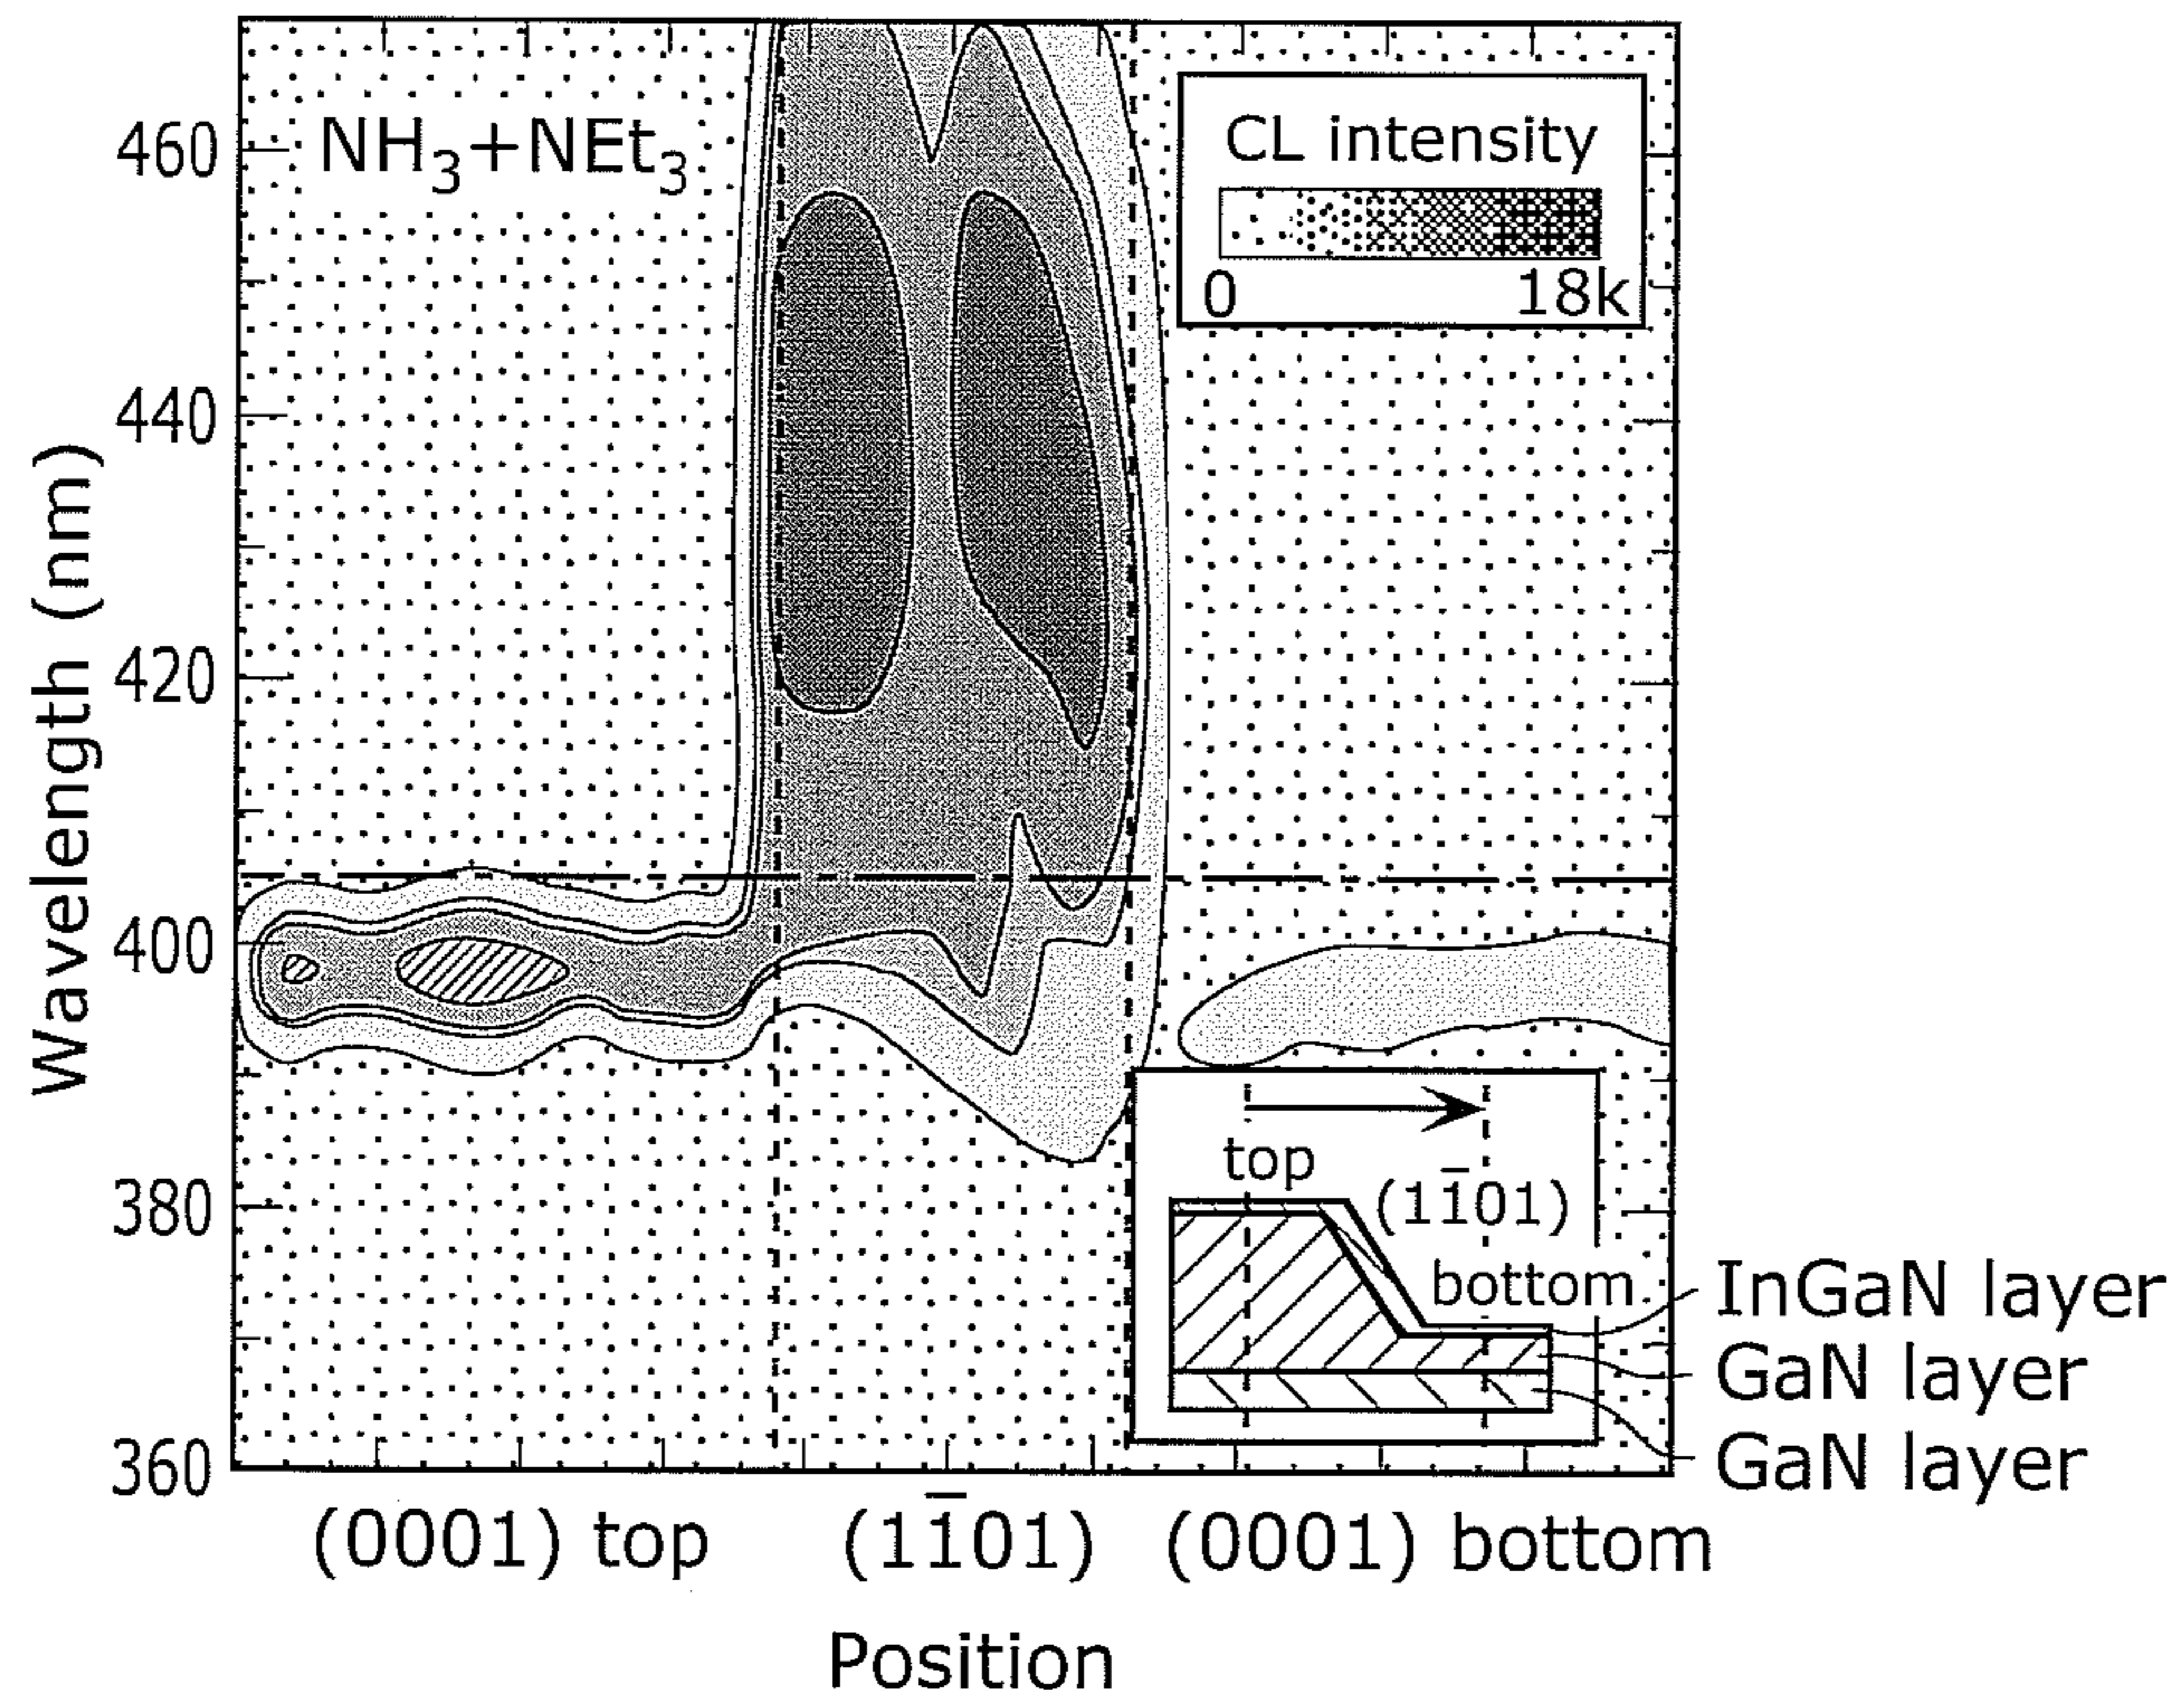 NH₃+NEt₃
CL intensity
0 18k
Wavelength (nm)
460
440
420
400
380
360
top
(11̅01)
bottom
InGaN layer
GaN layer
GaN layer
(0001) top (11̅01) (0001) bottom
Position